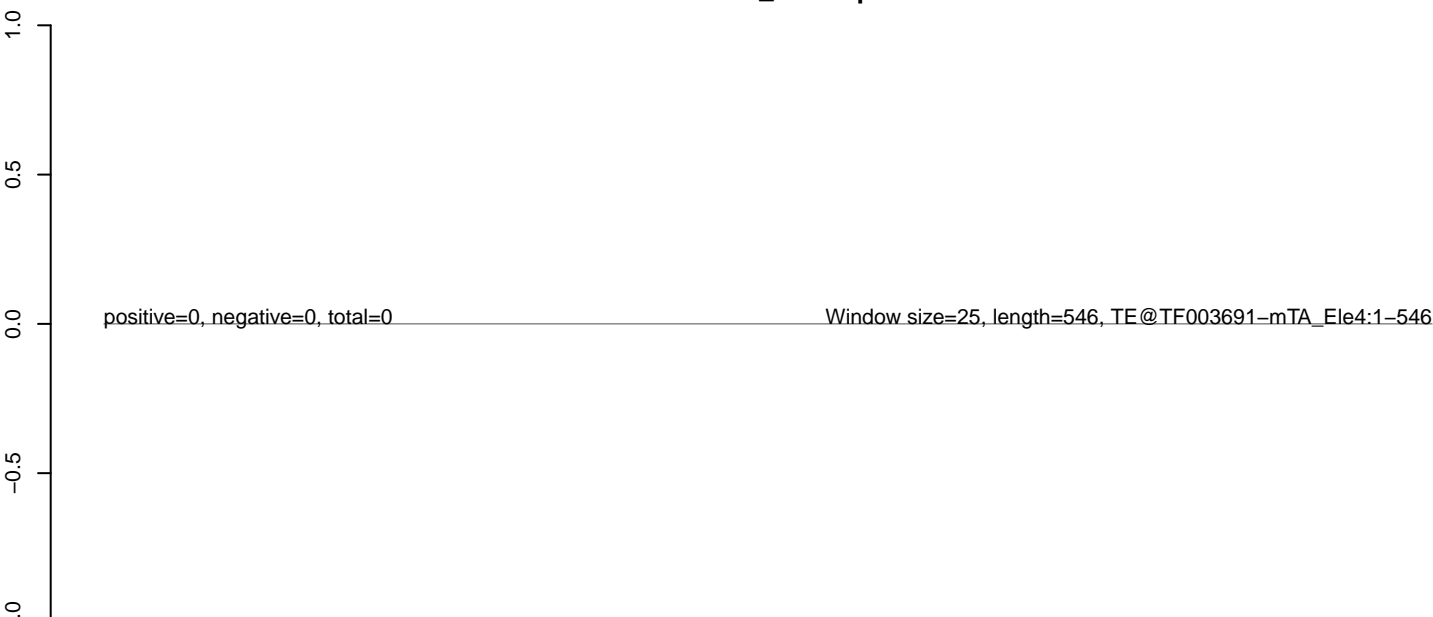 1.0
0.5
0.0
−0.5
positive=0, negative=0, total=0
Window size=25, length=546, TE@TF003691−mTA_Ele4:1−546